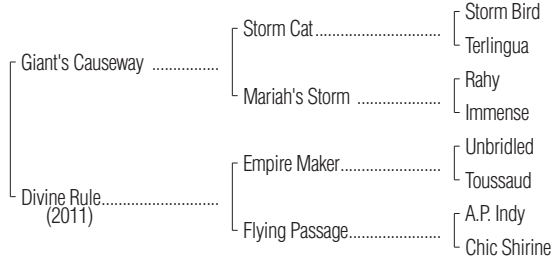 Storm Bird
Storm Cat
Terlingua
Giant's Causeway
Rahy
Mariah's Storm
Immense
Unbridled
Empire Maker
Toussaud
Divine Rule
(2011)
A.P. Indy
Flying Passage
Chic Shirine